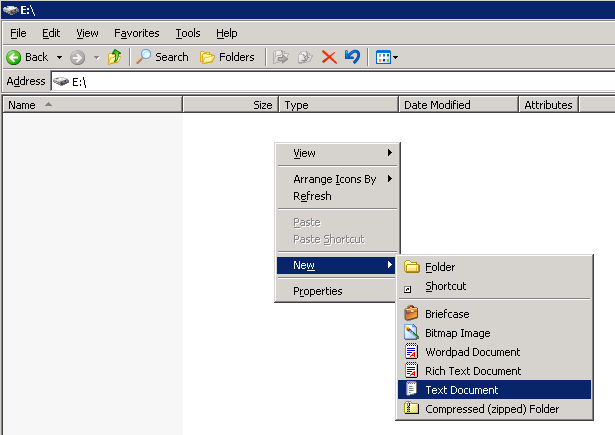 E:\
File Edit View Favorites Tools Help
Back Search Folders
Address E:\
Name Size Type Date Modified Attributes
View
Arrange Icons By
Refresh
Paste
Paste Shortcut
New
Properties
Folder
Shortcut
Briefcase
Bitmap Image
Wordpad Document
Rich Text Document
Text Document
Compressed (zipped) Folder